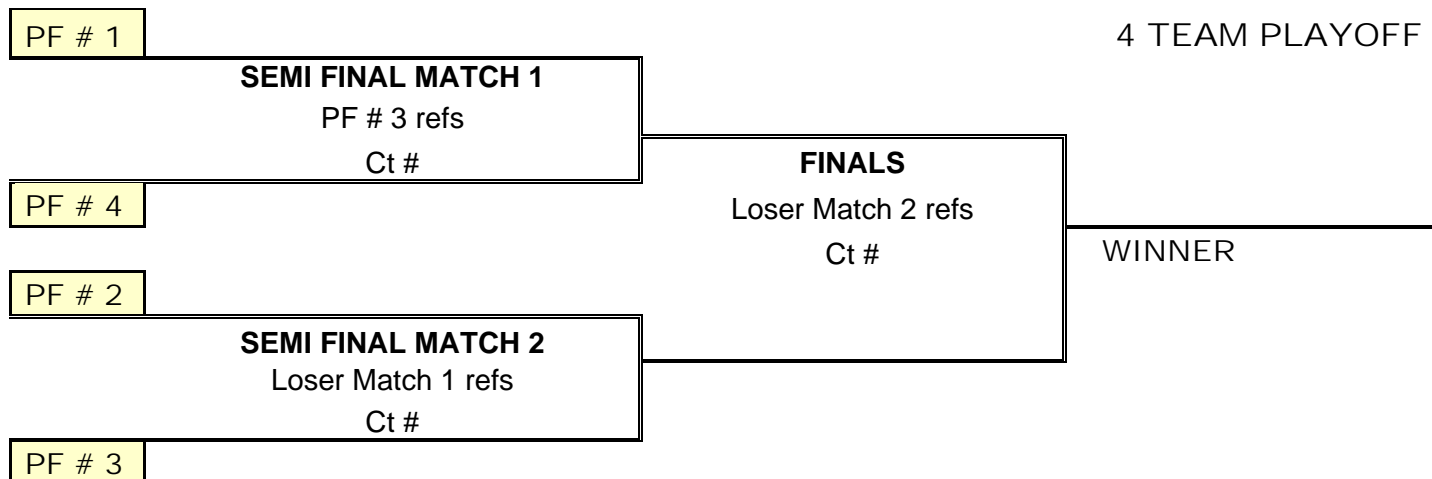 PF # 1
4 TEAM PLAYOFF
SEMI FINAL MATCH 1
PF # 3 refs
Ct #
PF # 4
FINALS
Loser Match 2 refs
Ct #
WINNER
PF # 2
SEMI FINAL MATCH 2
Loser Match 1 refs
Ct #
PF # 3